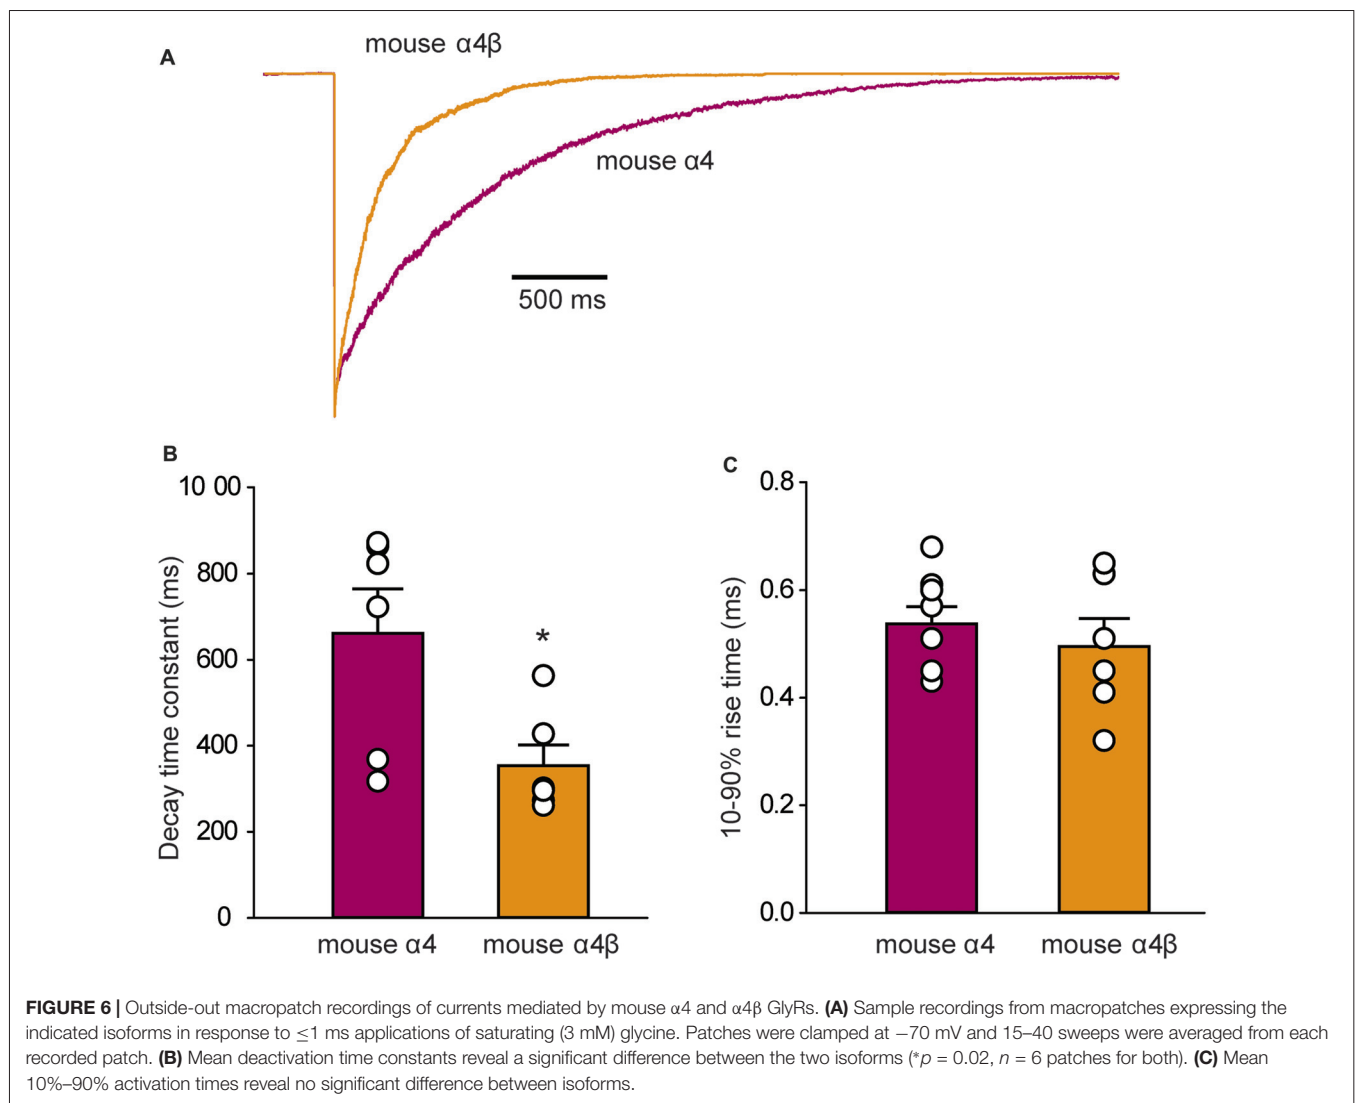 A
mouse α4β
mouse α4
500 ms
B
10 00
800
600
400
200
0
Decay time constant (ms)
*
mouse α4
mouse α4β
C
0.8
0.6
0.4
0.2
0.0
10-90% rise time (ms)
mouse α4
mouse α4β
FIGURE 6 | Outside-out macropatch recordings of currents mediated by mouse α4 and α4β GlyRs. (A) Sample recordings from macropatches expressing the
indicated isoforms in response to ≤1 ms applications of saturating (3 mM) glycine. Patches were clamped at −70 mV and 15–40 sweeps were averaged from each
recorded patch. (B) Mean deactivation time constants reveal a significant difference between the two isoforms (*p = 0.02, n = 6 patches for both). (C) Mean
10%–90% activation times reveal no significant difference between isoforms.